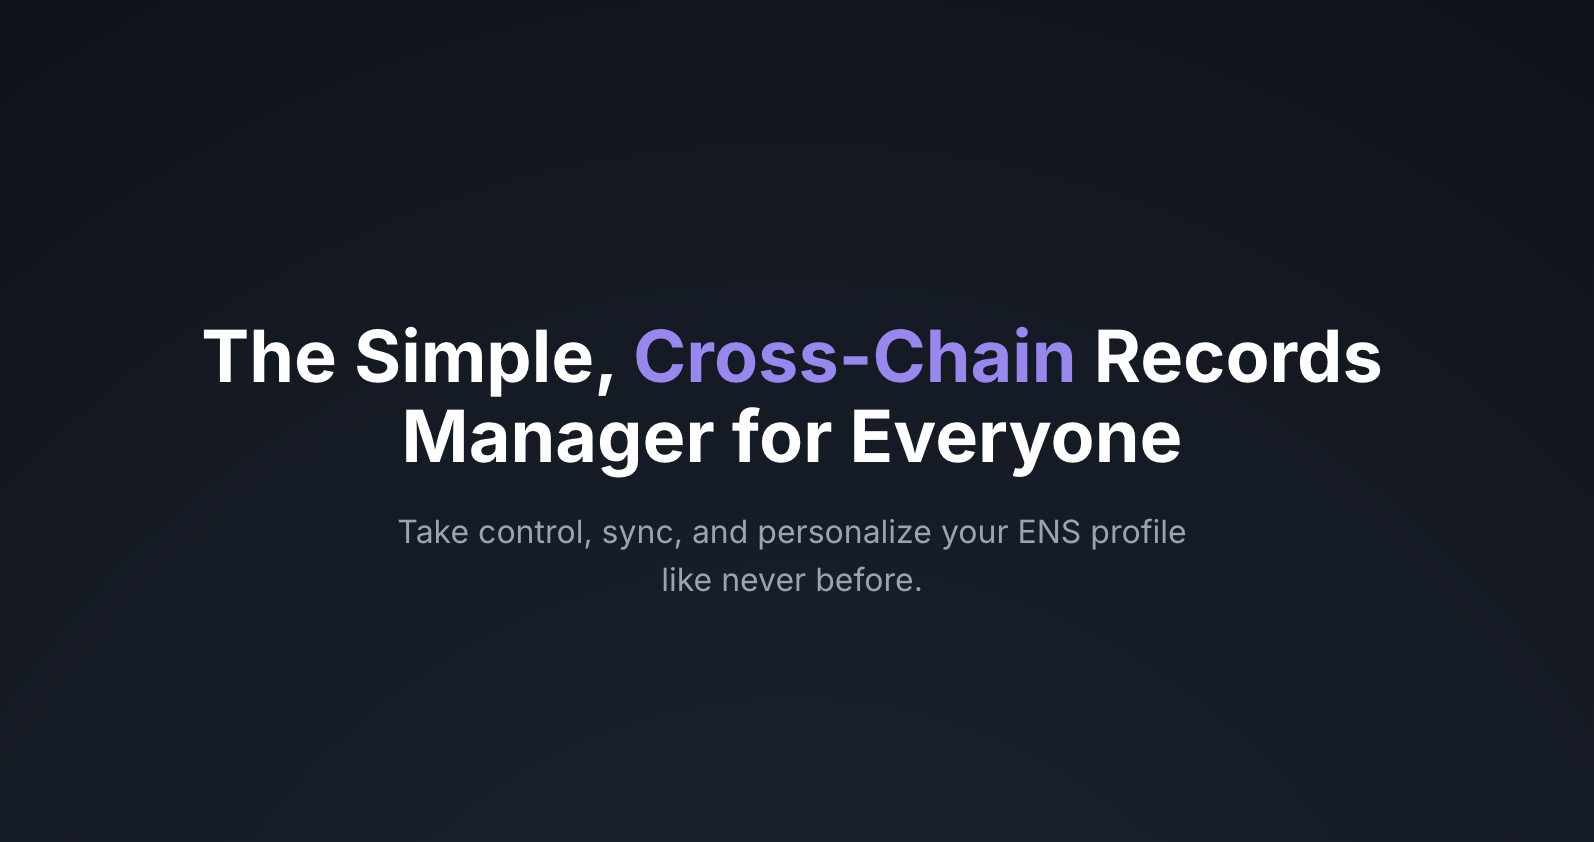 The Simple, Cross-Chain Records
Manager for Everyone
Take control, sync, and personalize your ENS profile
like never before.